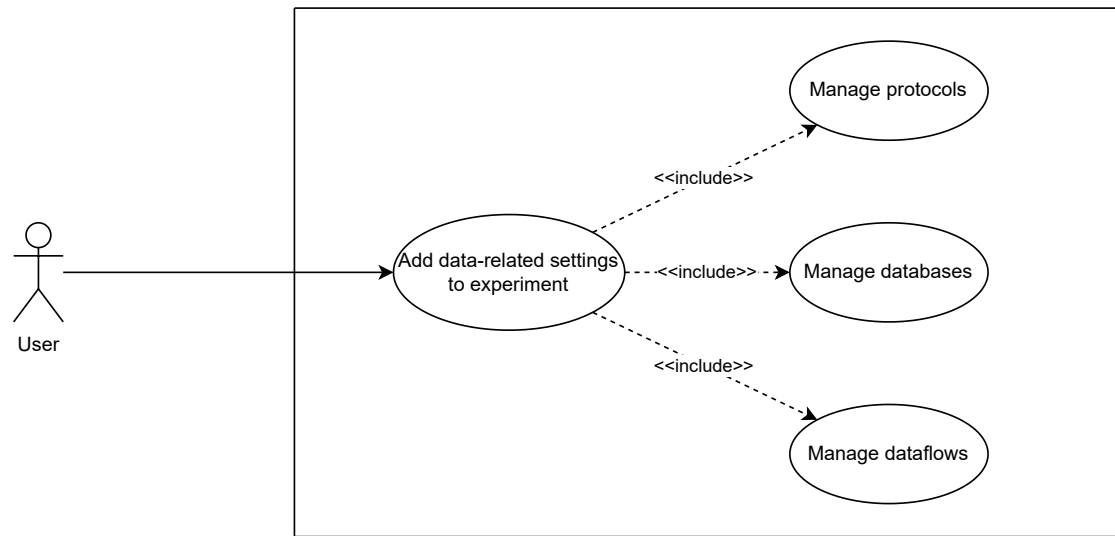 Manage protocols
<<include>>
Add data-related settings
to experiment
<<include>>
Manage databases
User
<<include>>
Manage dataflows